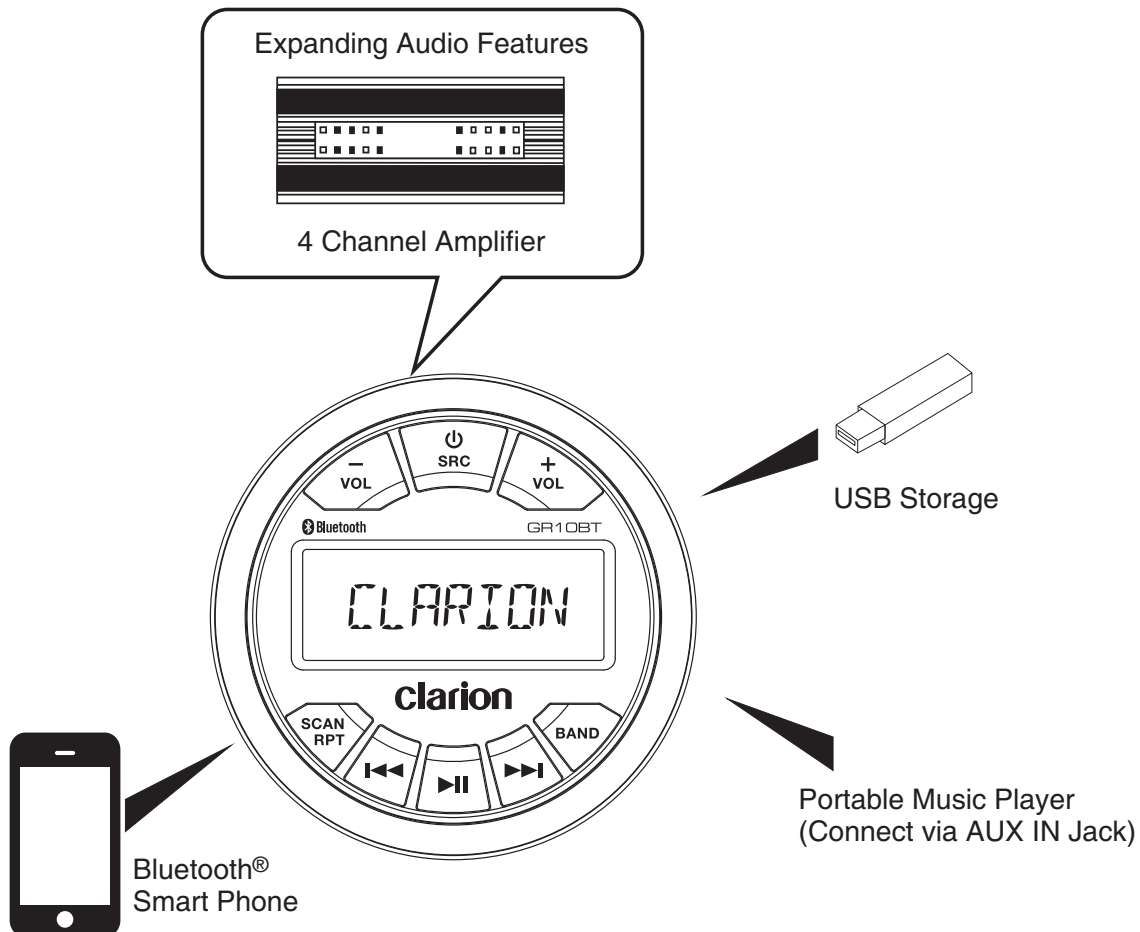 Expanding Audio Features
4 Channel Amplifier
SRC
− VOL
+ VOL
Bluetooth
GR10BT
CLARION
clarion
SCAN
RPT
BAND
USB Storage
Portable Music Player
(Connect via AUX IN Jack)
Bluetooth®
Smart Phone